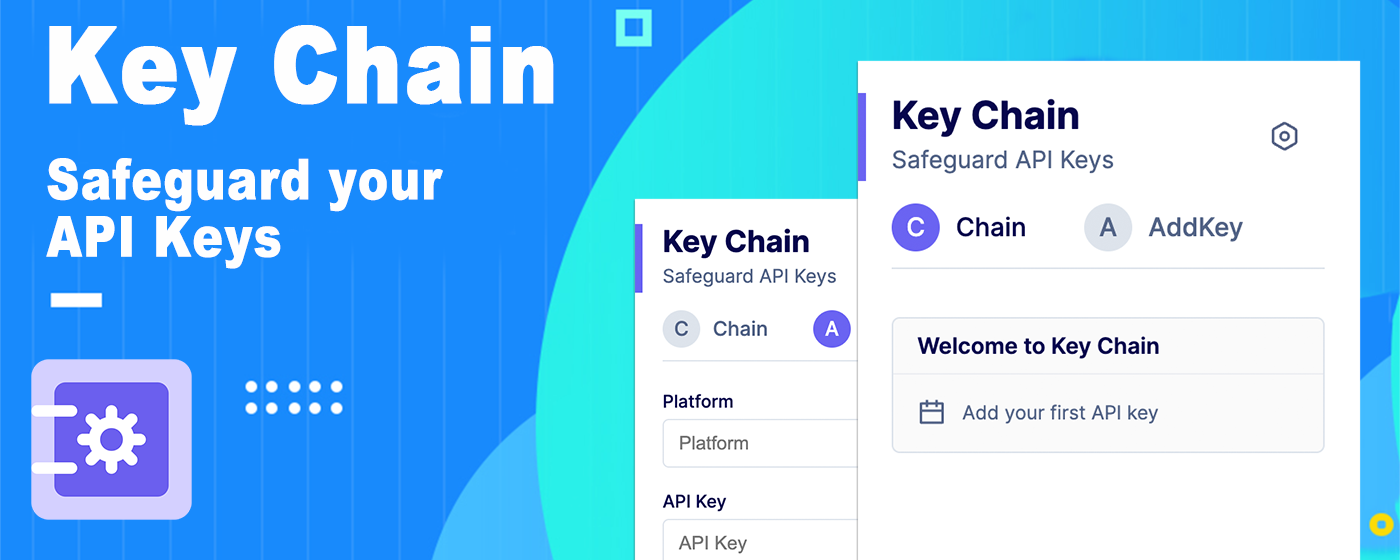 Key Chain
Safeguard your
API Keys
Key Chain
Safeguard API Keys
C Chain A
Platform
Platform
API Key
API Key
Key Chain
Safeguard API Keys
C Chain A AddKey
Welcome to Key Chain
Add your first API key